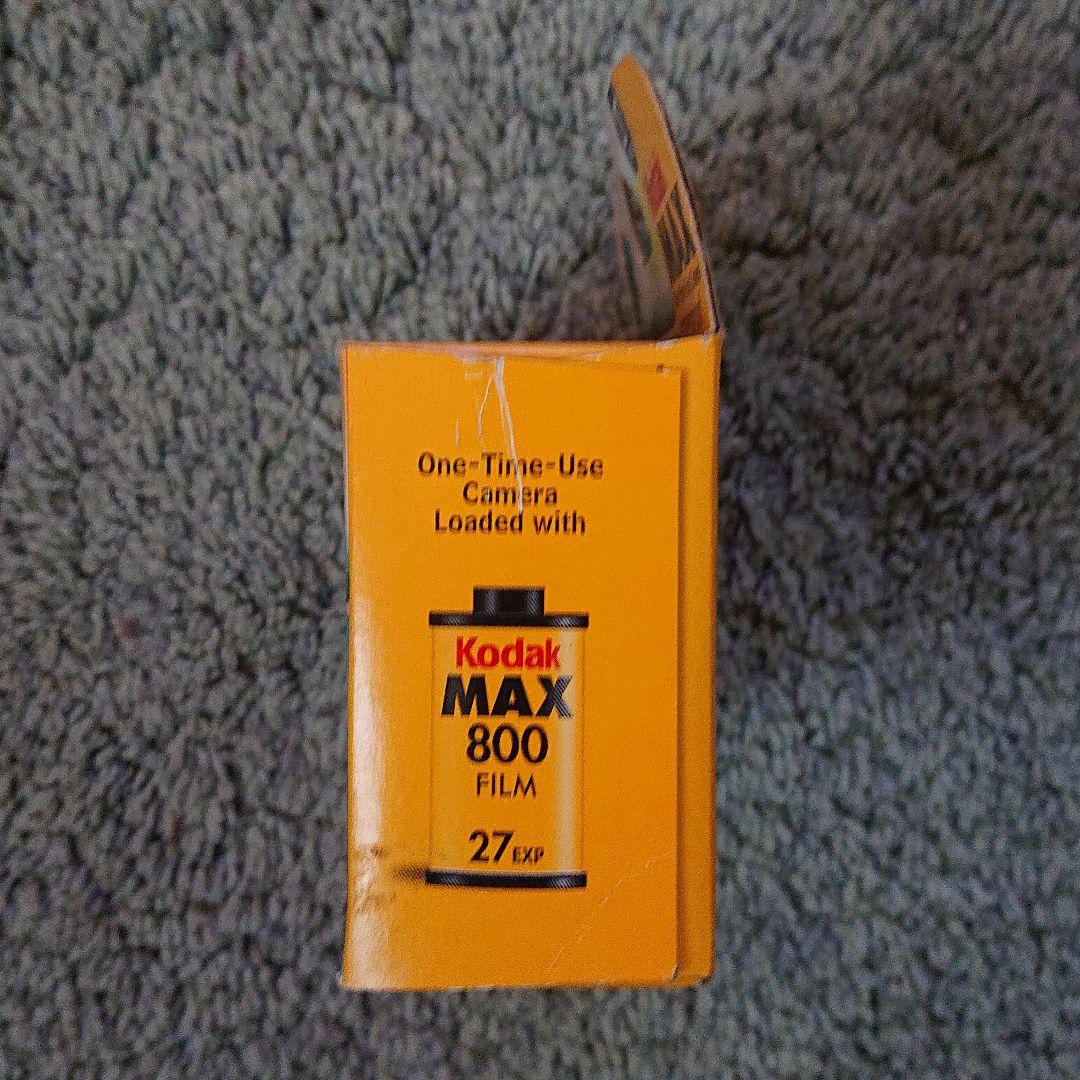 One-Time-Use
Camera
Loaded with
Kodak
MAX
800
FILM
27 EXP